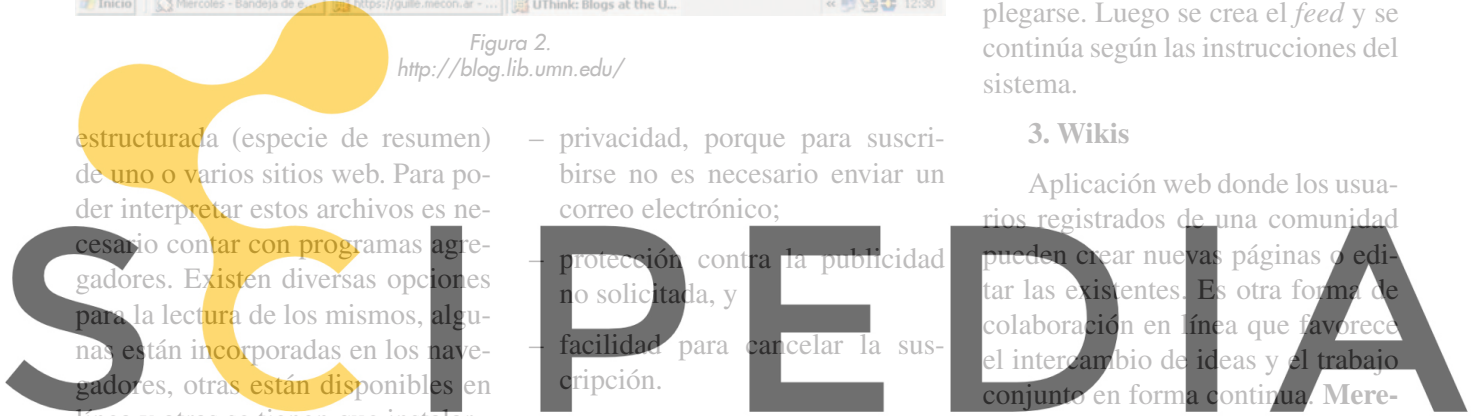 Inicio Miercoles - Bandeja de e... https://guille.mecon.ar - ... UThink: Blogs at the U... 12:30
Figura 2.
http://blog.lib.umn.edu/
estructurada (especie de resumen)
de uno o varios sitios web. Para po-
der interpretar estos archivos es ne-
cesario contar con programas agre-
gadores. Existen diversas opciones
para la lectura de los mismos, algu-
nas están incorporadas en los nave-
gadores, otras están disponibles en
línea y otras se tienen que instalar
– privacidad, porque para suscri-
birse no es necesario enviar un
correo electrónico;
– protección contra la publicidad
no solicitada, y
– facilidad para cancelar la sus-
cripción.
plegarse. Luego se crea el feed y se
continúa según las instrucciones del
sistema.
3. Wikis
Aplicación web donde los usua-
rios registrados de una comunidad
pueden crear nuevas páginas o edi-
tar las existentes. Es otra forma de
colaboración en línea que favorece
el intercambio de ideas y el trabajo
conjunto en forma continua. Mere-
SCIPEDIA